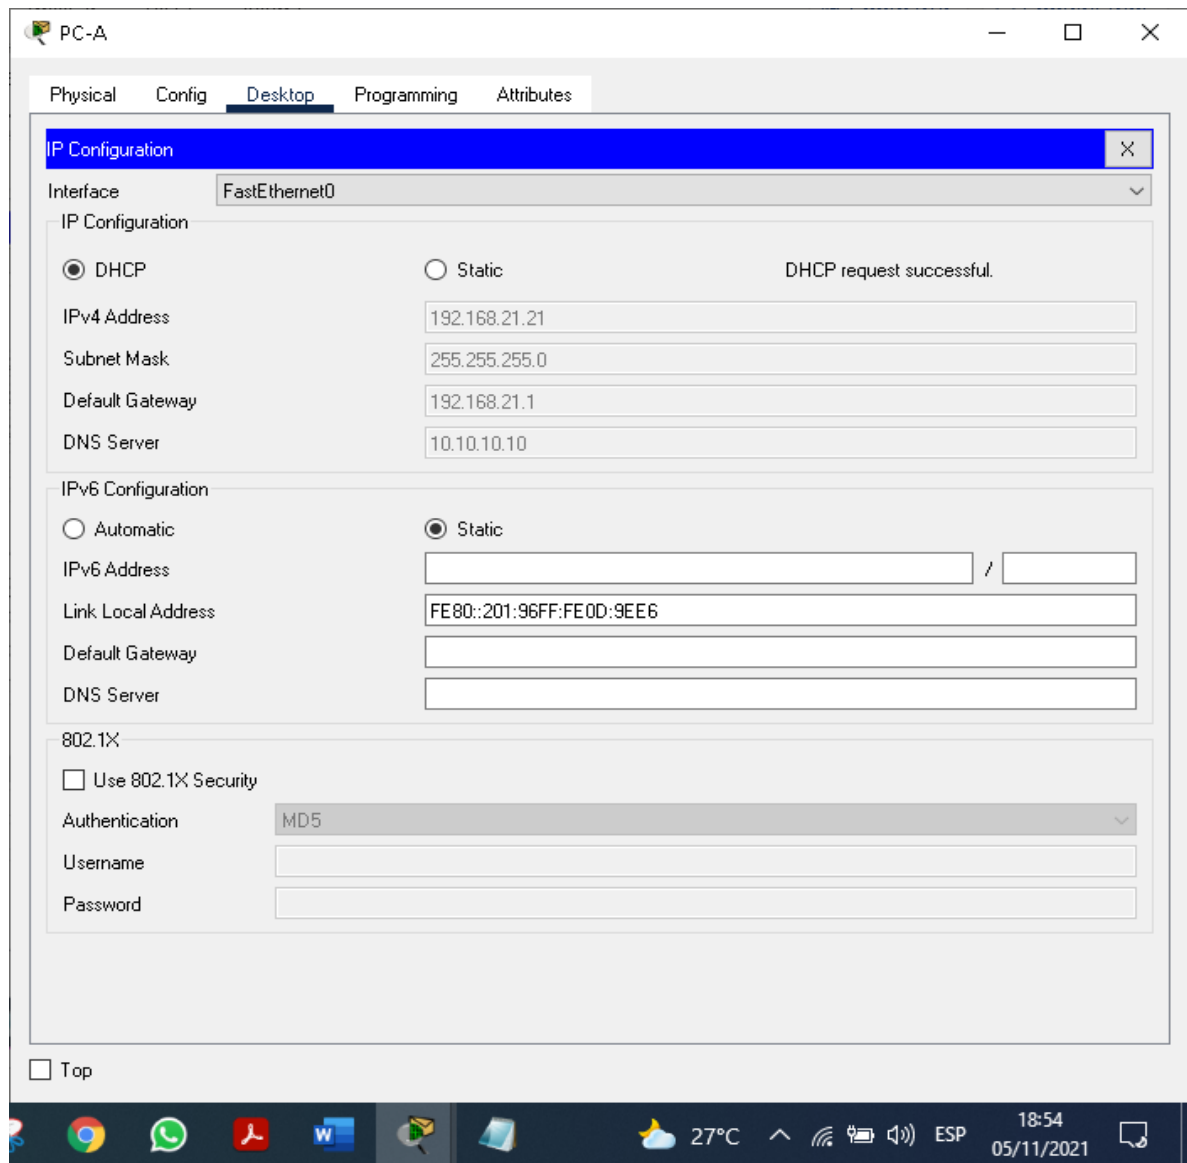 PC-A
Physical Config Desktop Programming Attributes
IP Configuration X
Interface FastEthernet0
IP Configuration
DHCP Static DHCP request successful.
IPv4 Address 192.168.21.21
Subnet Mask 255.255.255.0
Default Gateway 192.168.21.1
DNS Server 10.10.10.10
IPv6 Configuration
Automatic Static
IPv6 Address /
Link Local Address FE80::201:96FF:FE0D:9EE6
Default Gateway
DNS Server
802.1X
Use 802.1X Security
Authentication MD5
Username
Password
Top
W 27°C ESP 18:54
05/11/2021